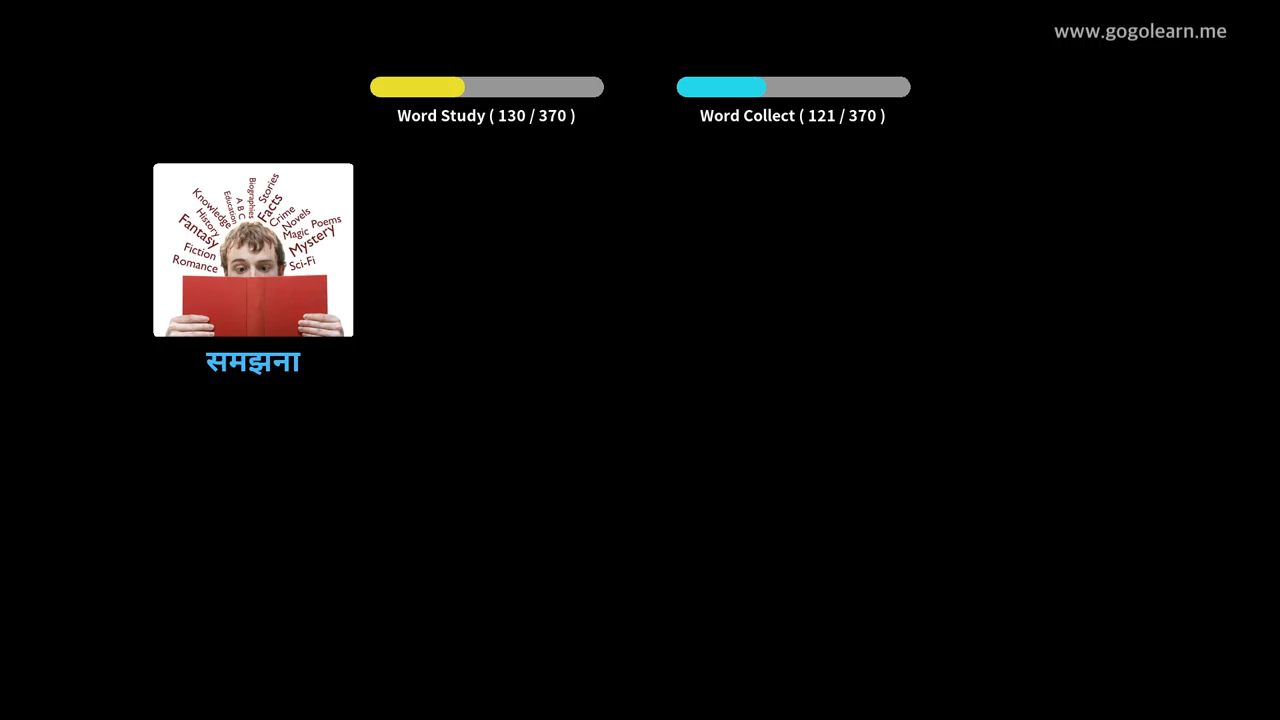 www.gogolearn.me
Word Study ( 130 / 370 )
Word Collect ( 121 / 370 )
Knowledge
History
Fantasy
Fiction
Romance
Education
A B C
Biographies
Stories
Facts
Crime
Novels
Magic
Poems
Mystery
Sci-Fi
समझना